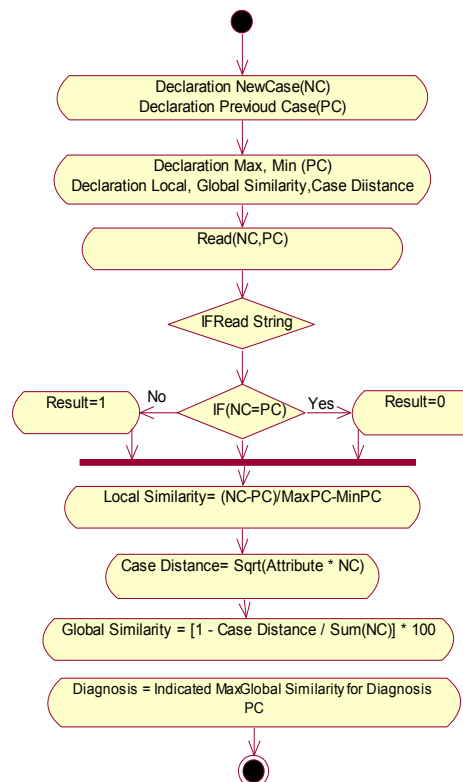 Declaration NewCase(NC)
Declaration Previoud Case(PC)
Declaration Max, Min (PC)
Declaration Local, Global Similarity,Case Diistance
Read(NC,PC)
IFRead String
No
IF(NC=PC)
Yes
Result=1
Result=0
Local Similarity= (NC-PC)/MaxPC-MinPC
Case Distance= Sqrt(Attribute * NC)
Global Similarity = [1 - Case Distance / Sum(NC)] * 100
Diagnosis = Indicated MaxGlobal Similarity for Diagnosis
PC